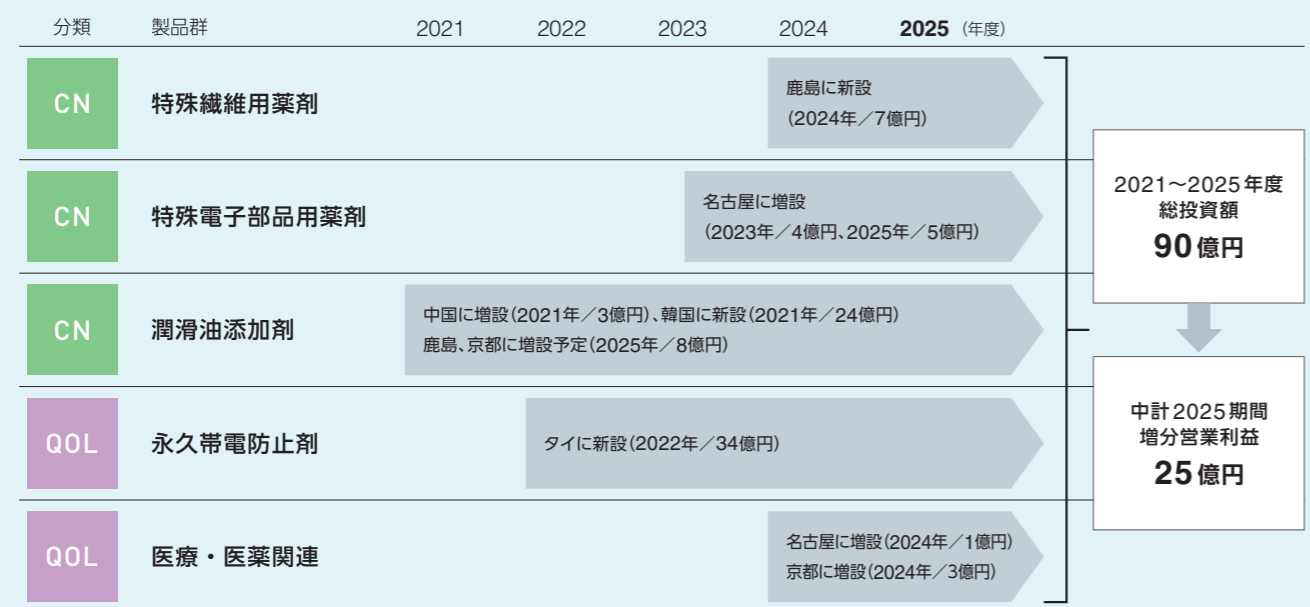 分類 製品群 2021 2022 2023 2024 2025（年度）
CN 特殊繊維用薬剤
鹿島に新設
（2024年／7億円）
CN 特殊電子部品用薬剤
名古屋に増設
（2023年／4億円、2025年／5億円）
CN 潤滑油添加剤
中国に増設（2021年／3億円）、韓国に新設（2021年／24億円）
鹿島、京都に増設予定（2025年／8億円）
QOL 永久帯電防止剤
タイに新設（2022年／34億円）
QOL 医療・医薬関連
名古屋に増設（2024年／1億円）
京都に増設（2024年／3億円）
2021～2025年度
総投資額
90億円
中計2025期間
増分営業利益
25億円